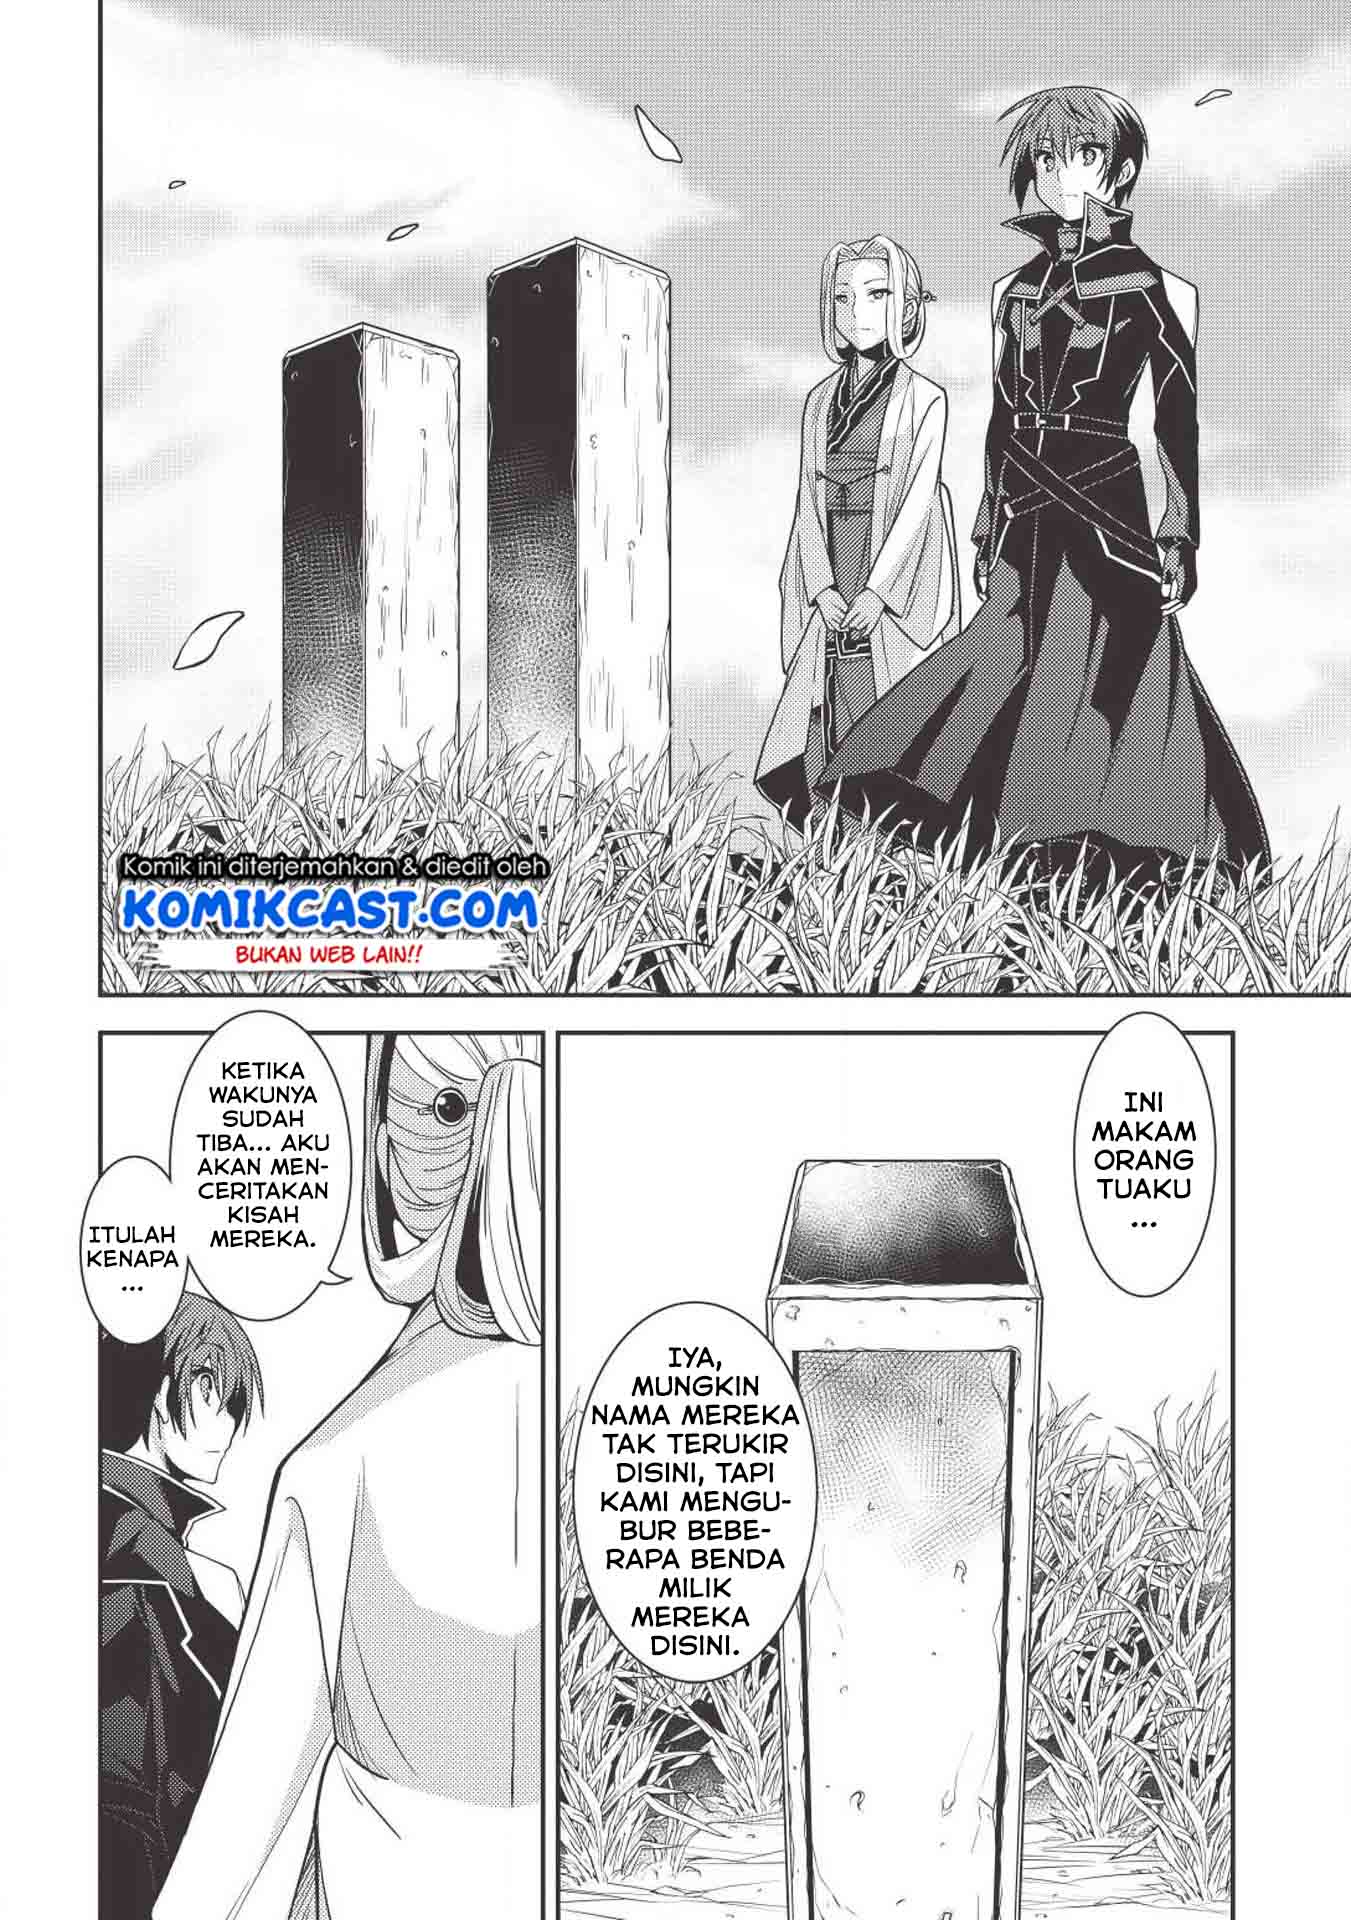 Komik ini diterjemahkan & diedit oleh
KOMIKCAST.COM
BUKAN WEB LAIN!!
INI
MAKAM
ORANG
TUAKU
...
IYA,
MUNGKIN
NAMA MEREKA
TAK TERUKIR
DISINI, TAPI
KAMI MENGU-
BUR BEBE-
RAPA BENDA
MILIK
MEREKA
DISINI.
KETIKA
WAKUNYA
SUDAH
TIBA... AKU
AKAN MEN-
CERITAKAN
KISAH
MEREKA.
ITULAH
KENAPA
...